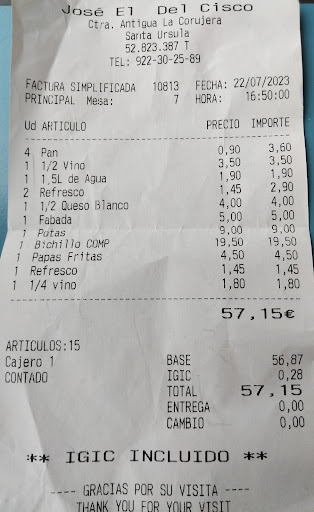 José El Del Cisco
Ctra. Antigua La Corujera
Santa Ursula
52.823.387 T
TEL: 922-30-25-89
FACTURA SIMPLIFICADA 10813 FECHA: 22/07/2023
PRINCIPAL Mesa: 7 HORA: 16:50:00
Ud ARTICULO PRECIO IMPORTE
4 Pan 0,90 3,60
1 1/2 Vino 3,50 3,50
1 1,5L de Agua 1,90 1,90
2 Refresco 1,45 2,90
1 1/2 Queso Blanco 4,00 4,00
1 Fabada 5,00 5,00
1 Potas 9,00 9,00
1 Bichillo COMP 19,50 19,50
1 Papas Fritas 4,50 4,50
1 Refresco 1,45 1,45
1 1/4 vino 1,80 1,80
57,15€
ARTICULOS:15
Cajero 1 BASE 56,87
CONTADO IGIC 0,28
TOTAL 57,15
ENTREGA 0,00
CAMBIO 0,00
** IGIC INCLUIDO **
---- GRACIAS POR SU VISITA ----
THANK YOU FOR YOUR VISIT